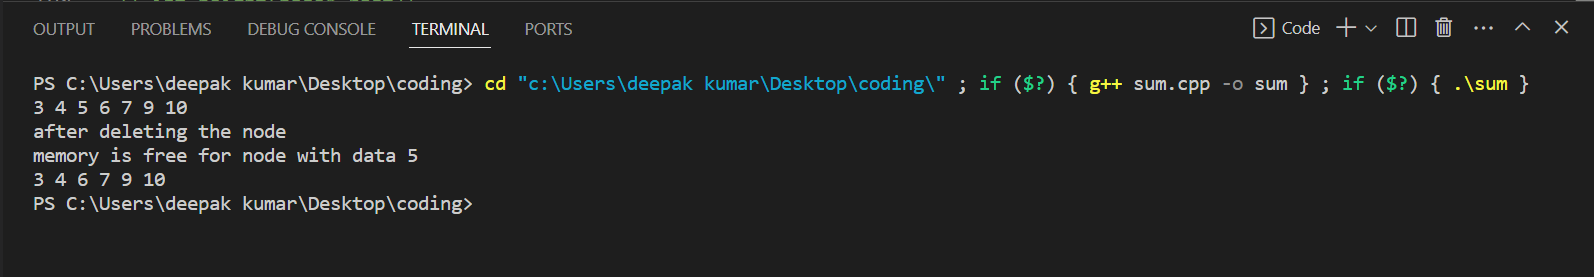 OUTPUT PROBLEMS DEBUG CONSOLE TERMINAL PORTS Code
PS C:\Users\deepak kumar\Desktop\coding> cd "c:\Users\deepak kumar\Desktop\coding\" ; if ($?) { g++ sum.cpp -o sum } ; if ($?) { .\sum }
3 4 5 6 7 9 10
after deleting the node
memory is free for node with data 5
3 4 6 7 9 10
PS C:\Users\deepak kumar\Desktop\coding>